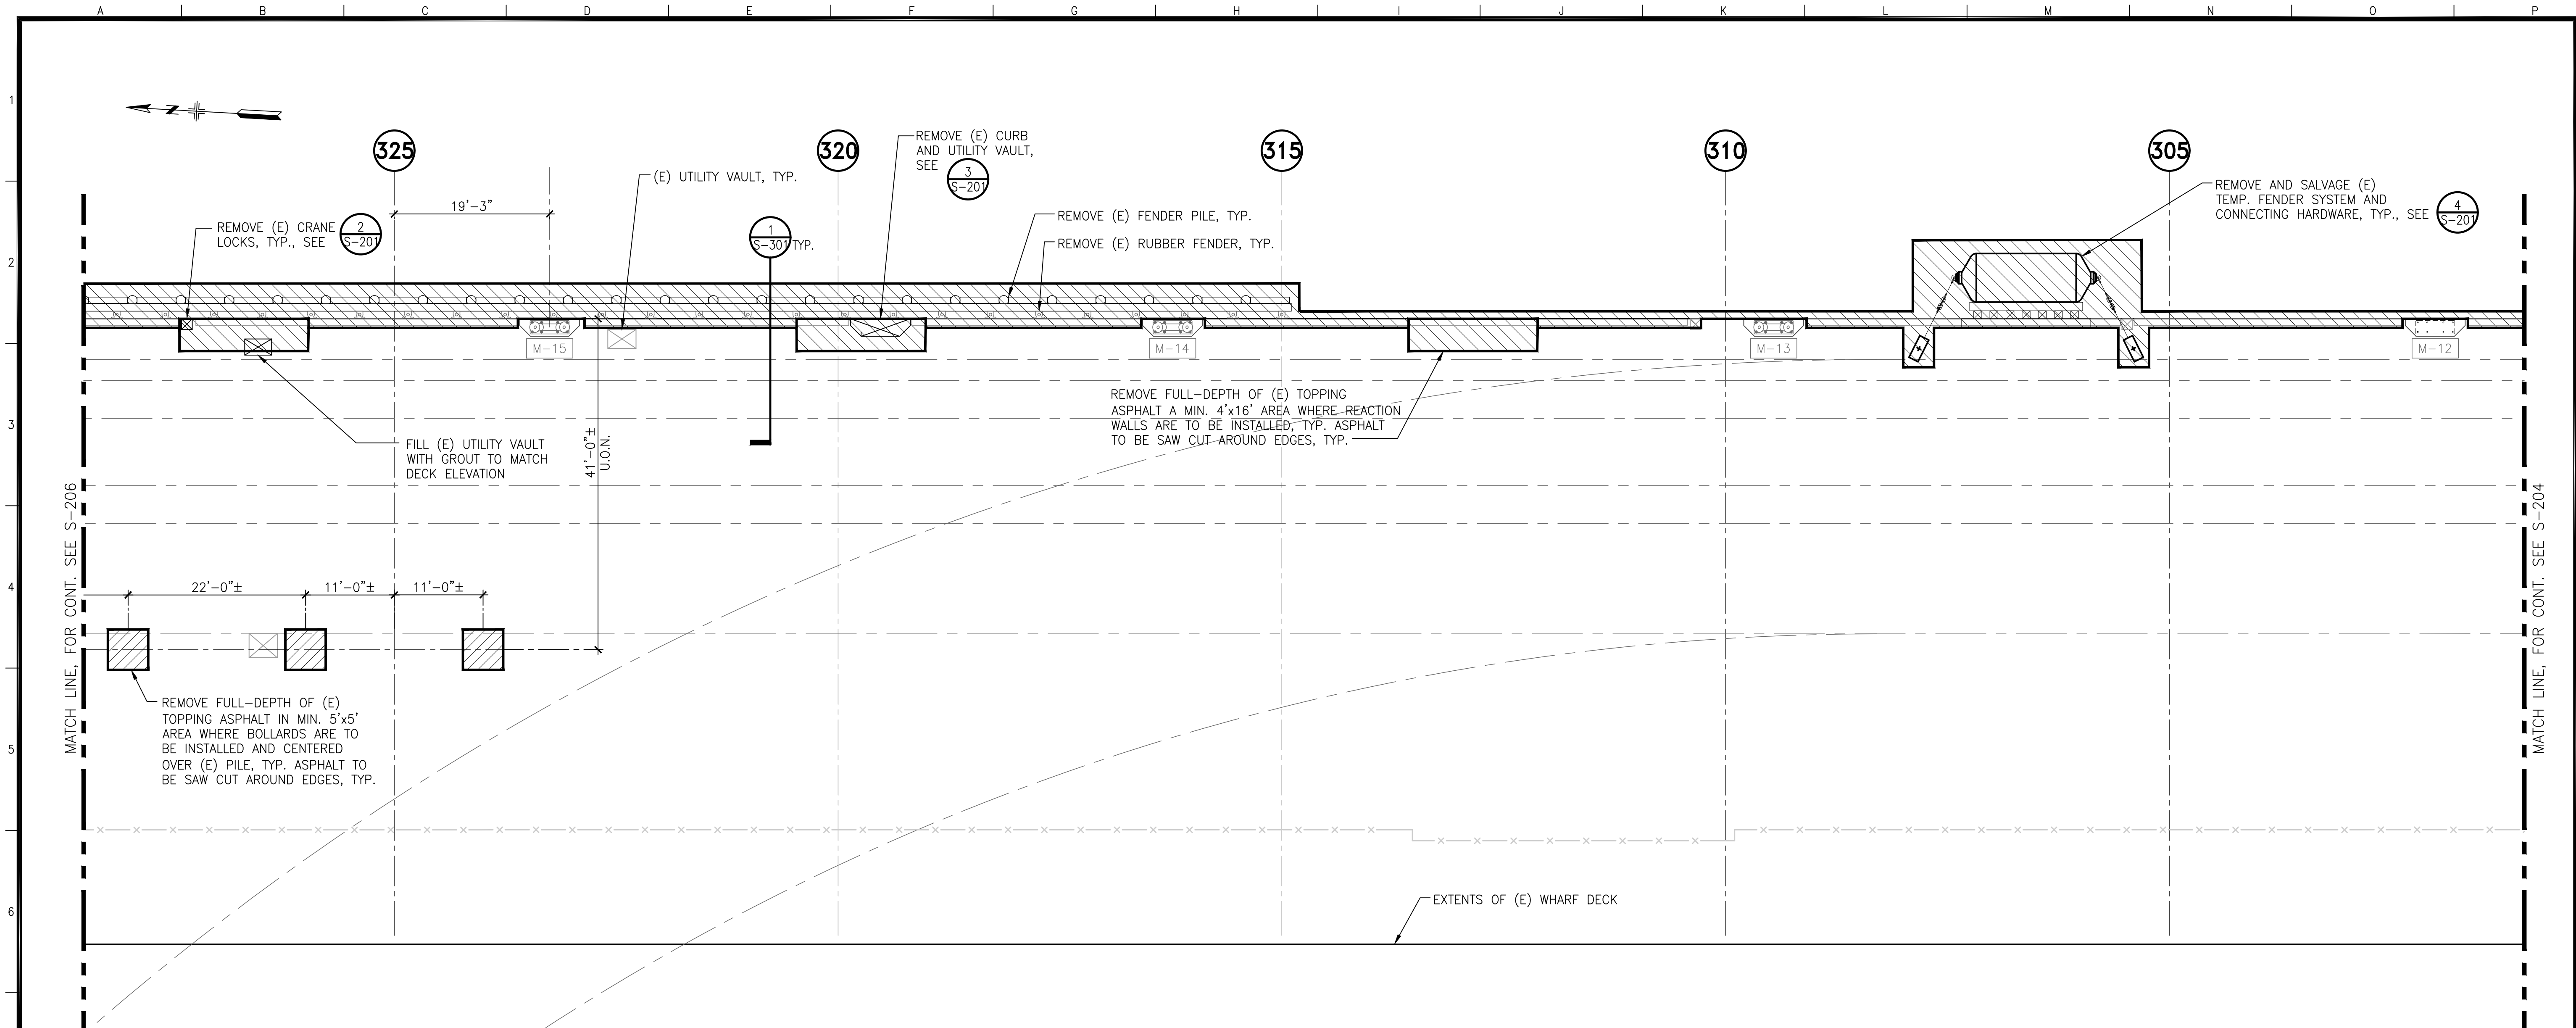 A B C D E F G H I J K L M N O P
1
2
3
4
5
6
N
325
320
315
310
305
19'-3"
REMOVE (E) CRANE
LOCKS, TYP., SEE
2
S-201
(E) UTILITY VAULT, TYP.
1
S-301
TYP.
REMOVE (E) CURB
AND UTILITY VAULT,
SEE
3
S-201
REMOVE (E) FENDER PILE, TYP.
REMOVE (E) RUBBER FENDER, TYP.
REMOVE AND SALVAGE (E)
TEMP. FENDER SYSTEM AND
CONNECTING HARDWARE, TYP., SEE
4
S-201
M-15
M-14
M-13
M-12
FILL (E) UTILITY VAULT
WITH GROUT TO MATCH
DECK ELEVATION
41'-0"±
U.O.N.
REMOVE FULL-DEPTH OF (E) TOPPING
ASPHALT A MIN. 4'x16' AREA WHERE REACTION
WALLS ARE TO BE INSTALLED, TYP. ASPHALT
TO BE SAW CUT AROUND EDGES, TYP.
MATCH LINE, FOR CONT. SEE S-206
MATCH LINE, FOR CONT. SEE S-204
22'-0"±
11'-0"±
11'-0"±
REMOVE FULL-DEPTH OF (E)
TOPPING ASPHALT IN MIN. 5'x5'
AREA WHERE BOLLARDS ARE TO
BE INSTALLED AND CENTERED
OVER (E) PILE, TYP. ASPHALT TO
BE SAW CUT AROUND EDGES, TYP.
EXTENTS OF (E) WHARF DECK